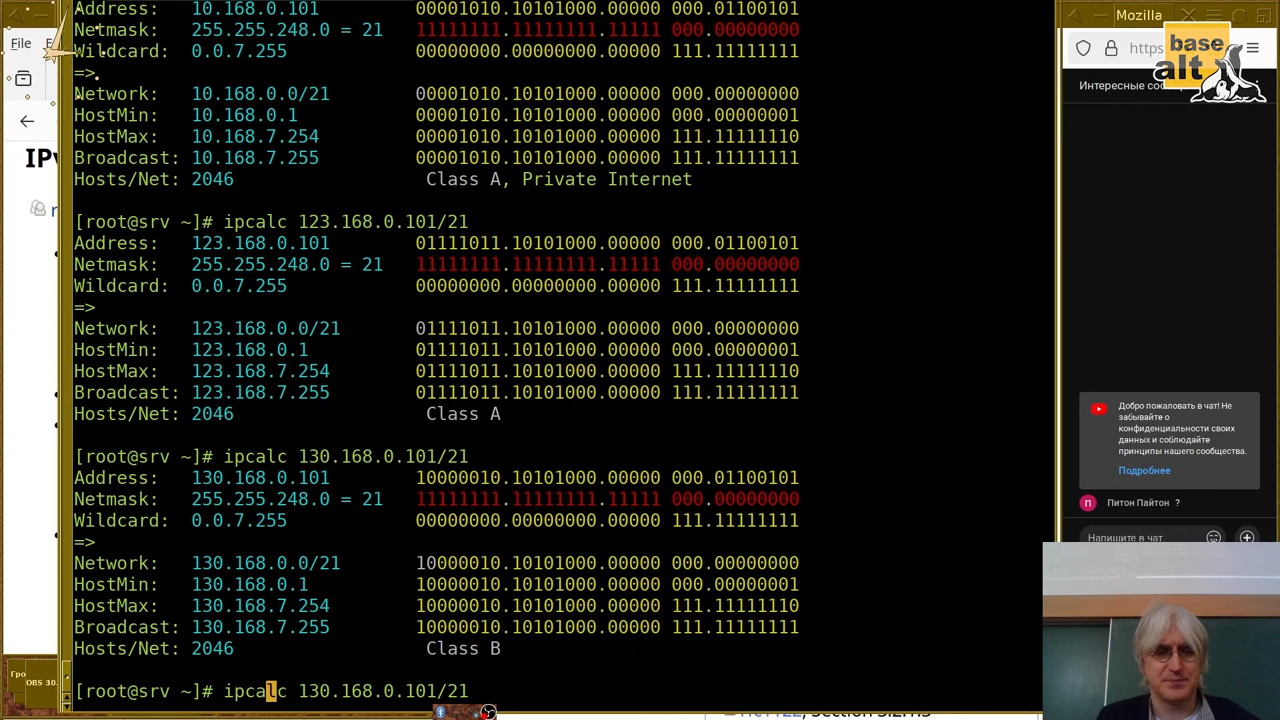 Address:   10.168.0.101         00001010.10101000.00000 000.01100101
Netmask:   255.255.248.0 = 21   11111111.11111111.11111 000.00000000
Wildcard:  0.0.7.255            00000000.00000000.00000 111.11111111
=>
Network:   10.168.0.0/21        00001010.10101000.00000 000.00000000
HostMin:   10.168.0.1           00001010.10101000.00000 000.00000001
HostMax:   10.168.7.254         00001010.10101000.00000 111.11111110
Broadcast: 10.168.7.255         00001010.10101000.00000 111.11111111
Hosts/Net: 2046                  Class A, Private Internet
[root@srv ~]# ipcalc 123.168.0.101/21
Address:   123.168.0.101        01111011.10101000.00000 000.01100101
Netmask:   255.255.248.0 = 21   11111111.11111111.11111 000.00000000
Wildcard:  0.0.7.255            00000000.00000000.00000 111.11111111
=>
Network:   123.168.0.0/21       01111011.10101000.00000 000.00000000
HostMin:   123.168.0.1          01111011.10101000.00000 000.00000001
HostMax:   123.168.7.254        01111011.10101000.00000 111.11111110
Broadcast: 123.168.7.255        01111011.10101000.00000 111.11111111
Hosts/Net: 2046                  Class A
[root@srv ~]# ipcalc 130.168.0.101/21
Address:   130.168.0.101        10000010.10101000.00000 000.01100101
Netmask:   255.255.248.0 = 21   11111111.11111111.11111 000.00000000
Wildcard:  0.0.7.255            00000000.00000000.00000 111.11111111
=>
Network:   130.168.0.0/21       10000010.10101000.00000 000.00000000
HostMin:   130.168.0.1          10000010.10101000.00000 000.00000001
HostMax:   130.168.7.254        10000010.10101000.00000 111.11111110
Broadcast: 130.168.7.255        10000010.10101000.00000 111.11111111
Hosts/Net: 2046                  Class B
[root@srv ~]# ipcalc 130.168.0.101/21
File
IPv
OBS 30.
Mozilla
https
base
alt
Интересные соо
Добро пожаловать в чат! Не
забывайте о
конфиденциальности своих
данных и соблюдайте
принципы нашего сообщества.
Подробнее
П
Питон Пайтон ?
Напишите в чат